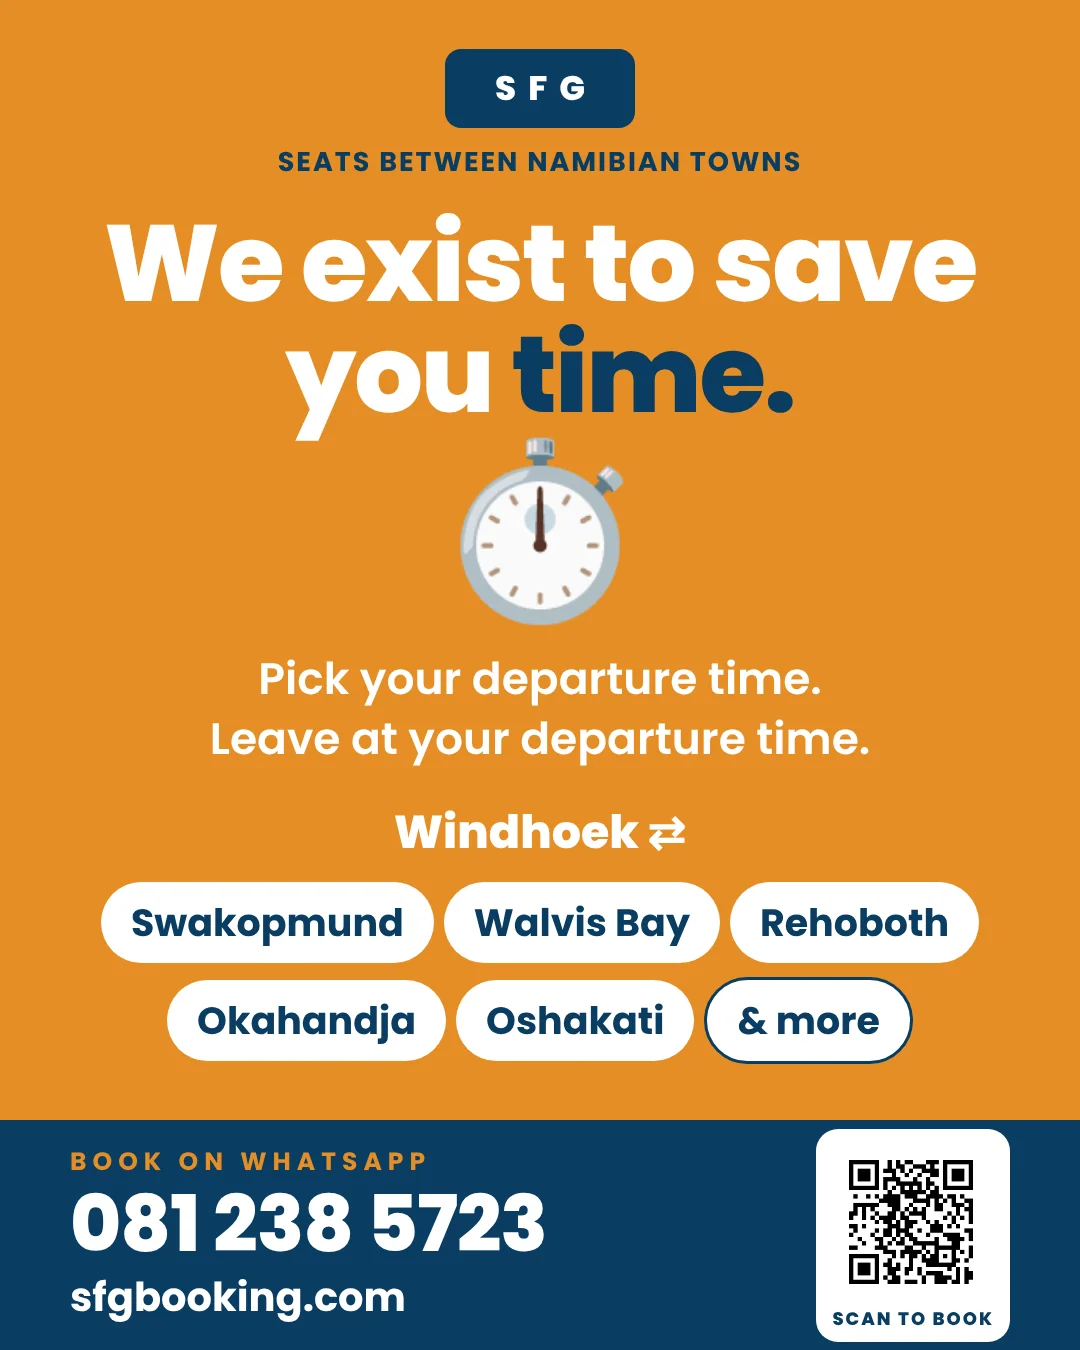 SFG
SEATS BETWEEN NAMIBIAN TOWNS
We exist to save
you time.
Pick your departure time.
Leave at your departure time.
Windhoek ⇄
Swakopmund Walvis Bay Rehoboth
Okahandja Oshakati & more
BOOK ON WHATSAPP
081 238 5723
sfgbooking.com
SCAN TO BOOK